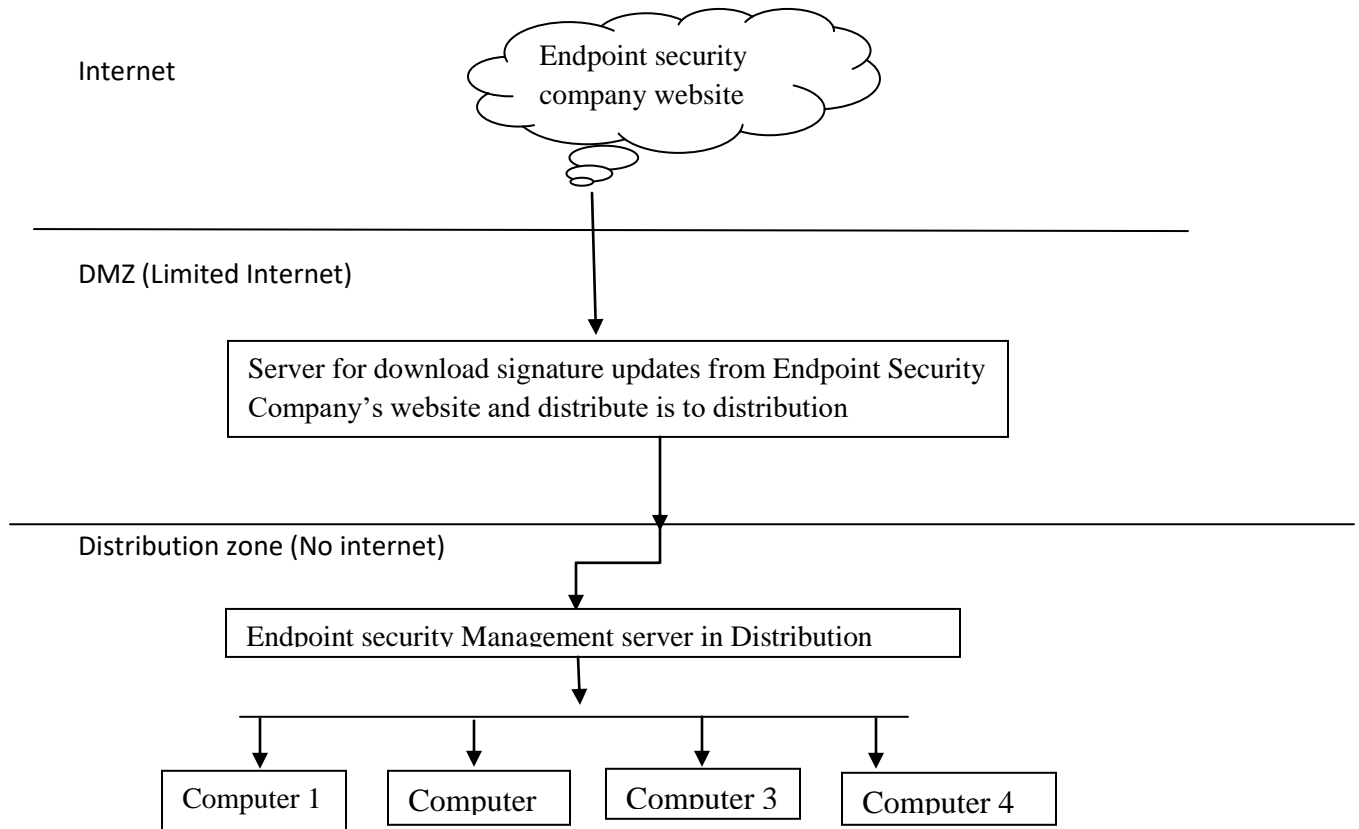 Internet
Endpoint security
company website
DMZ (Limited Internet)
Server for download signature updates from Endpoint Security
Company’s website and distribute is to distribution
Distribution zone (No internet)
Endpoint security Management server in Distribution
Computer 1
Computer
Computer 3
Computer 4